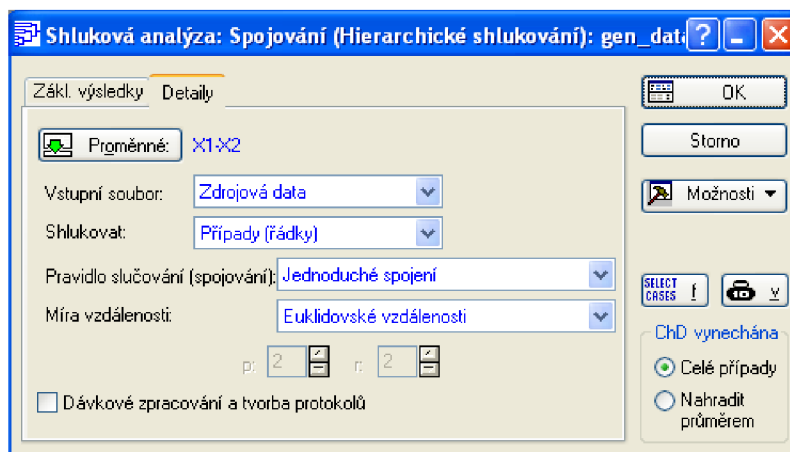 Shluková analýza: Spojování (Hierarchické shlukování): gen_data
Zákl. výsledky Detaily
OK
Proměnné: X1-X2
Storno
Vstupní soubor: Zdrojová data
Možnosti
Shlukovat: Případy (řádky)
Pravidlo slučování (spojování): Jednoduché spojení
SELECT CASES f v
Míra vzdálenosti: Euklidovské vzdálenosti
ChD vynechána
p: 2 r: 2
Celé případy
Dávkové zpracování a tvorba protokolů
Nahradit
průměrem